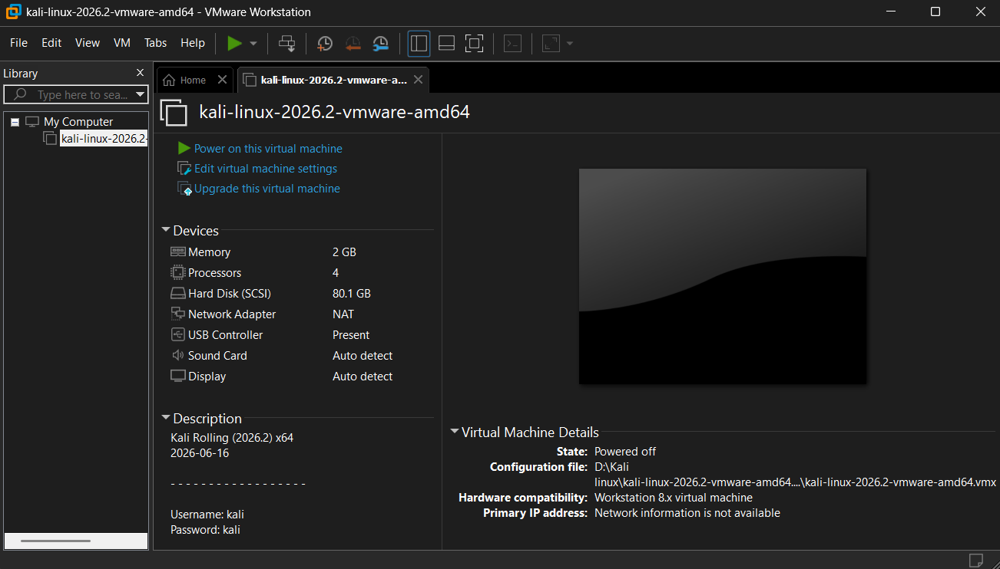 kali-linux-2026.2-vmware-amd64 - VMware Workstation
File Edit View VM Tabs Help
Library
Type here to sea...
My Computer
kali-linux-2026.2-
Home
kali-linux-2026.2-vmware-a...
kali-linux-2026.2-vmware-amd64
Power on this virtual machine
Edit virtual machine settings
Upgrade this virtual machine
Devices
Memory 2 GB
Processors 4
Hard Disk (SCSI) 80.1 GB
Network Adapter NAT
USB Controller Present
Sound Card Auto detect
Display Auto detect
Description
Kali Rolling (2026.2) x64
2026-06-16
- - - - - - - - - - - - - - - - - -
Username: kali
Password: kali
Virtual Machine Details
State: Powered off
Configuration file: D:\Kali
linux\kali-linux-2026.2-vmware-amd64....\kali-linux-2026.2-vmware-amd64.vmx
Hardware compatibility: Workstation 8.x virtual machine
Primary IP address: Network information is not available